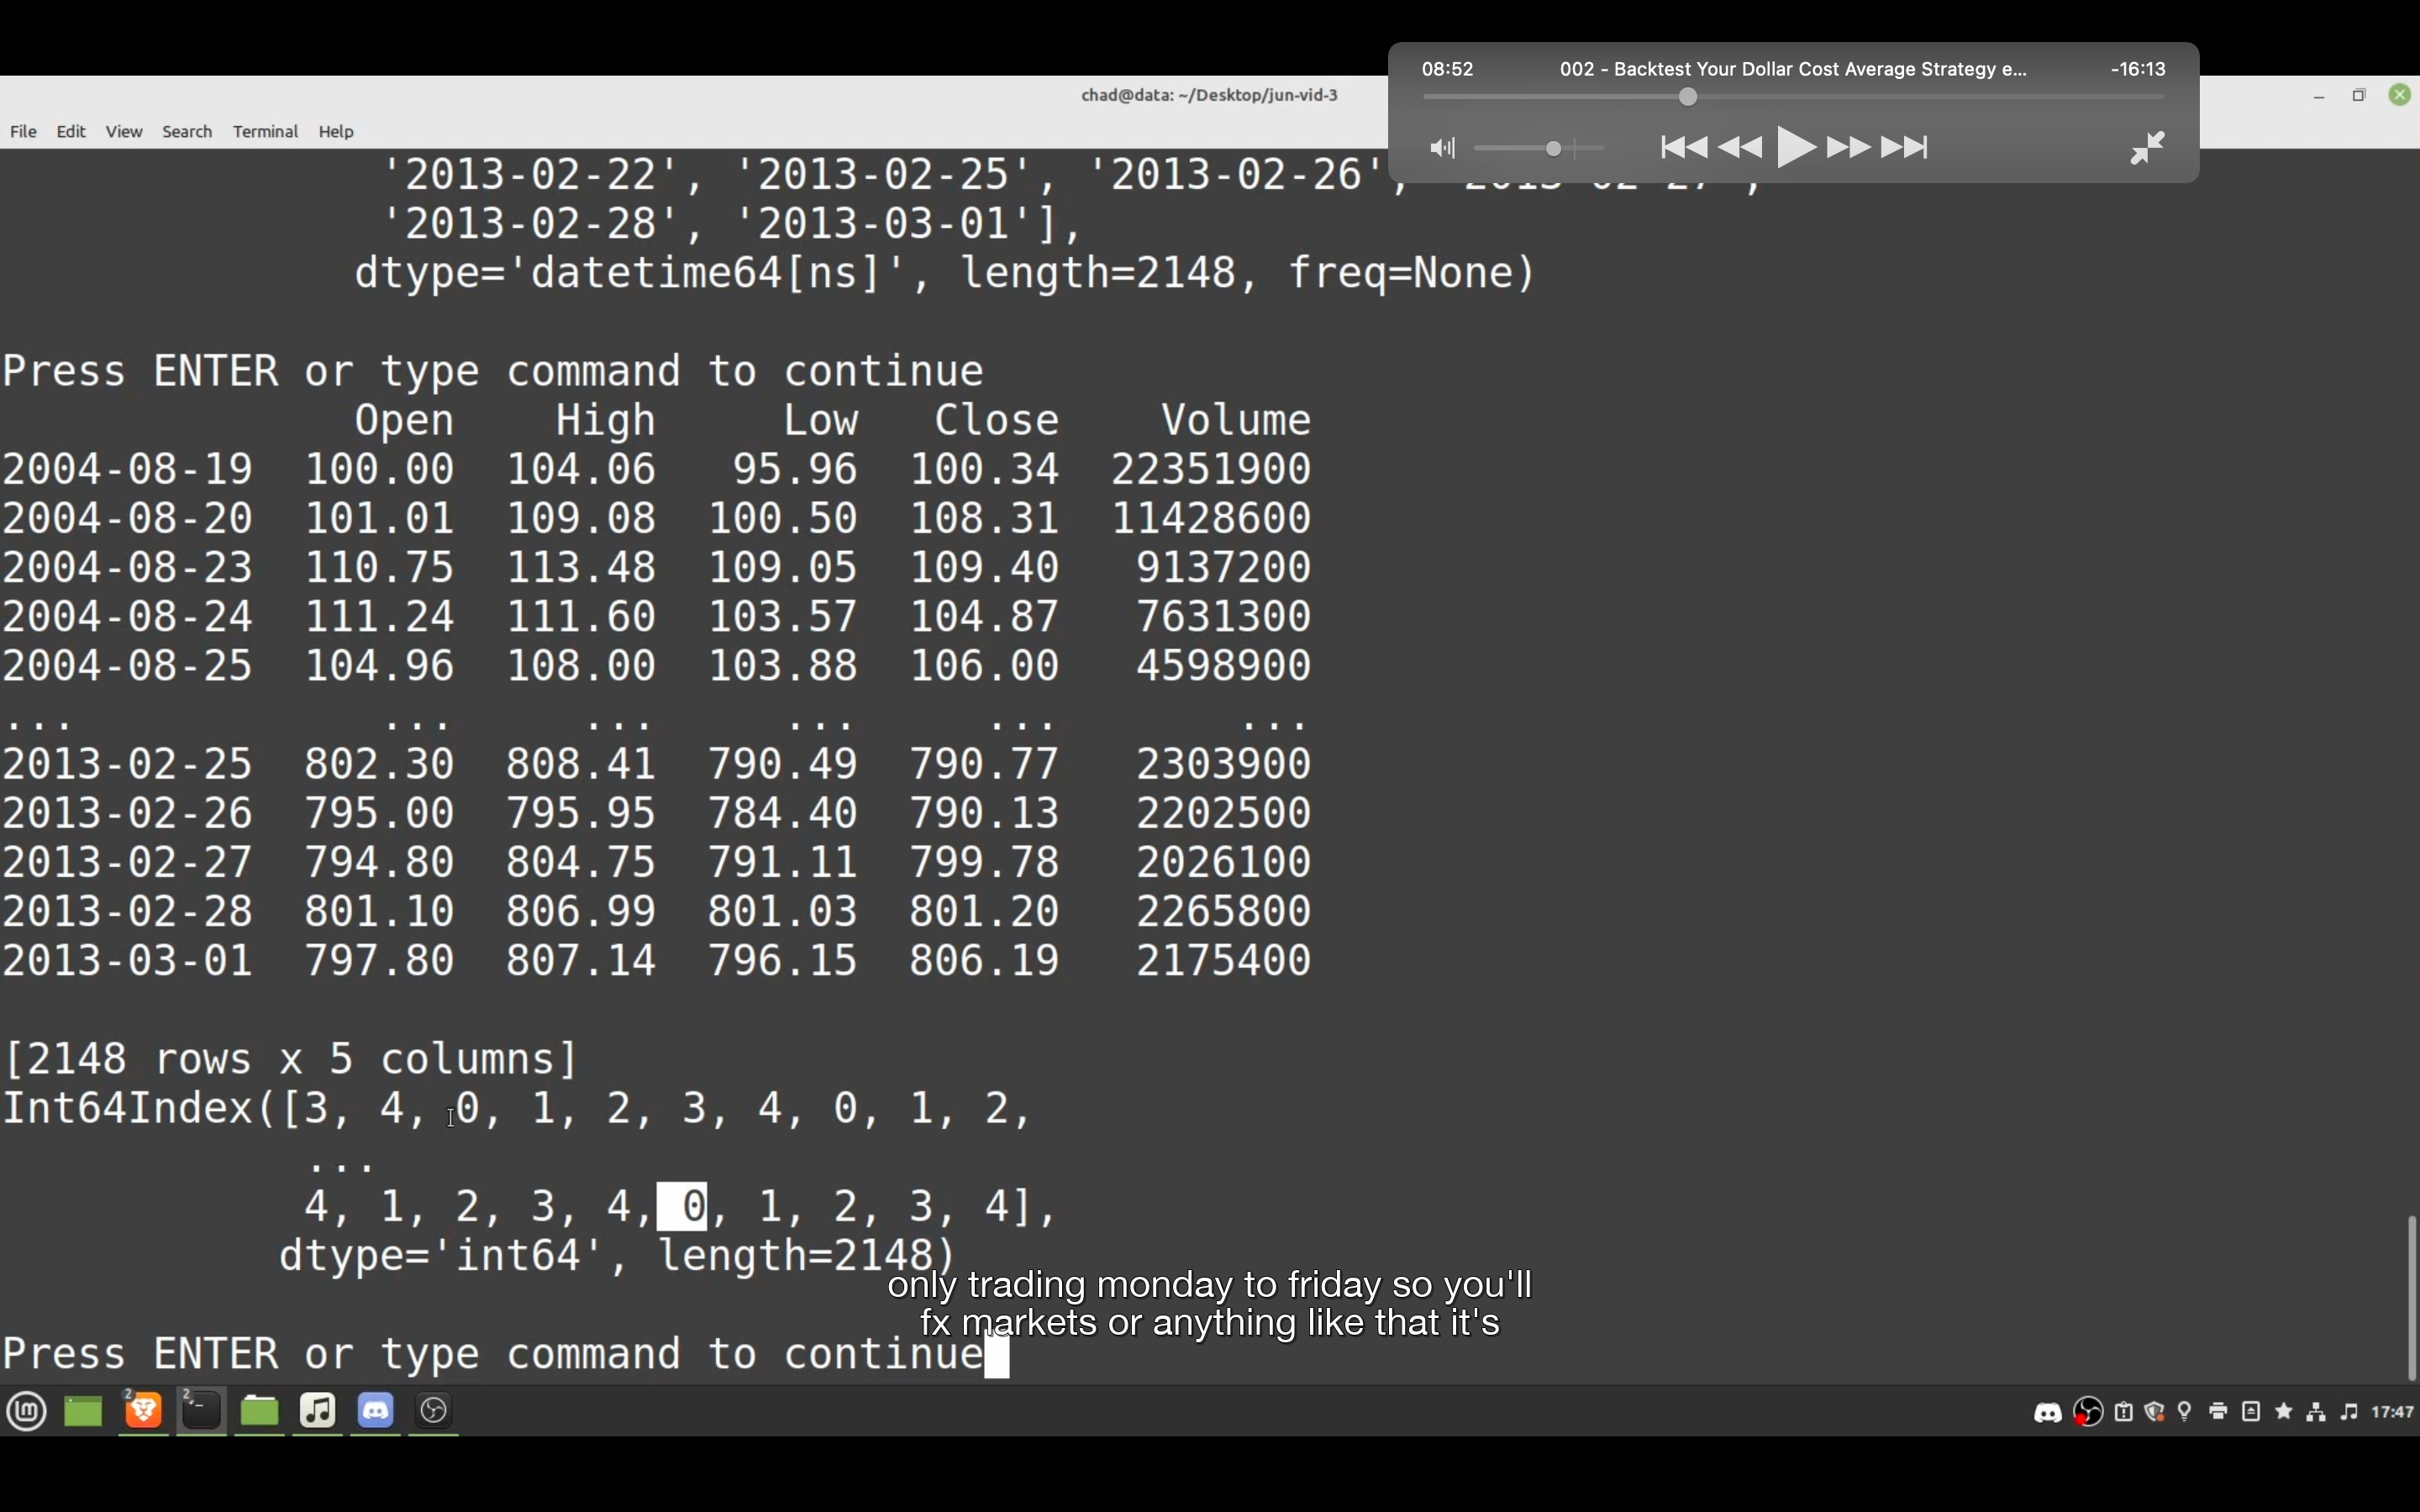 08:52 002 - Backtest Your Dollar Cost Average Strategy e... -16:13
chad@data: ~/Desktop/jun-vid-3
File Edit View Search Terminal Help
'2013-02-22', '2013-02-25', '2013-02-26',
'2013-02-28', '2013-03-01'],
dtype='datetime64[ns]', length=2148, freq=None)
Press ENTER or type command to continue
Open High Low Close Volume
2004-08-19 100.00 104.06 95.96 100.34 22351900
2004-08-20 101.01 109.08 100.50 108.31 11428600
2004-08-23 110.75 113.48 109.05 109.40 9137200
2004-08-24 111.24 111.60 103.57 104.87 7631300
2004-08-25 104.96 108.00 103.88 106.00 4598900
... ... ... ... ... ...
2013-02-25 802.30 808.41 790.49 790.77 2303900
2013-02-26 795.00 795.95 784.40 790.13 2202500
2013-02-27 794.80 804.75 791.11 799.78 2026100
2013-02-28 801.10 806.99 801.03 801.20 2265800
2013-03-01 797.80 807.14 796.15 806.19 2175400
[2148 rows x 5 columns]
Int64Index([3, 4, 0, 1, 2, 3, 4, 0, 1, 2,
...
4, 1, 2, 3, 4, 0, 1, 2, 3, 4],
dtype='int64', length=2148)
only trading monday to friday so you'll
fx markets or anything like that it's
Press ENTER or type command to continue
2 2
17:47